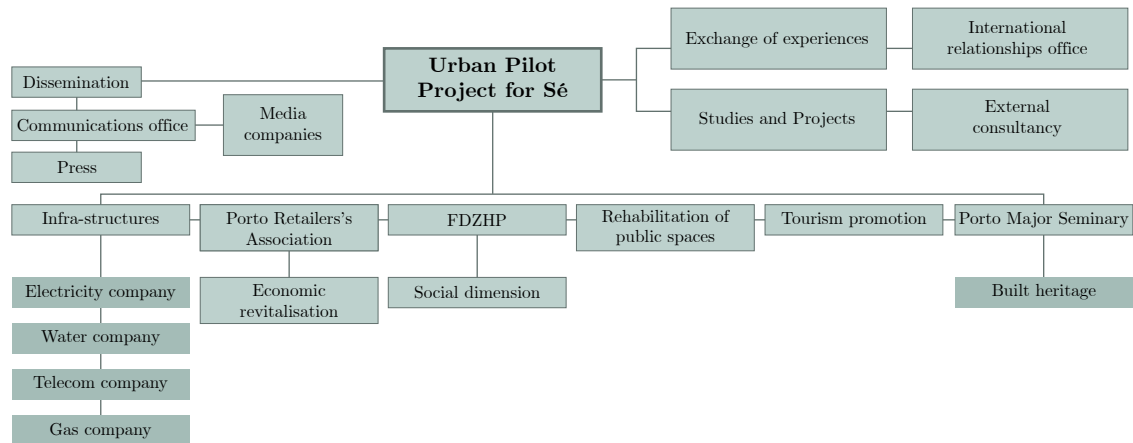 Urban Pilot
Project for Sé
Exchange of experiences
International
relationships office
Dissemination
Communications office
Media
companies
Press
Studies and Projects
External
consultancy
Infra-structures
Porto Retailers's
Association
FDZHP
Rehabilitation of
public spaces
Tourism promotion
Porto Major Seminary
Electricity company
Economic
revitalisation
Social dimension
Built heritage
Water company
Telecom company
Gas company